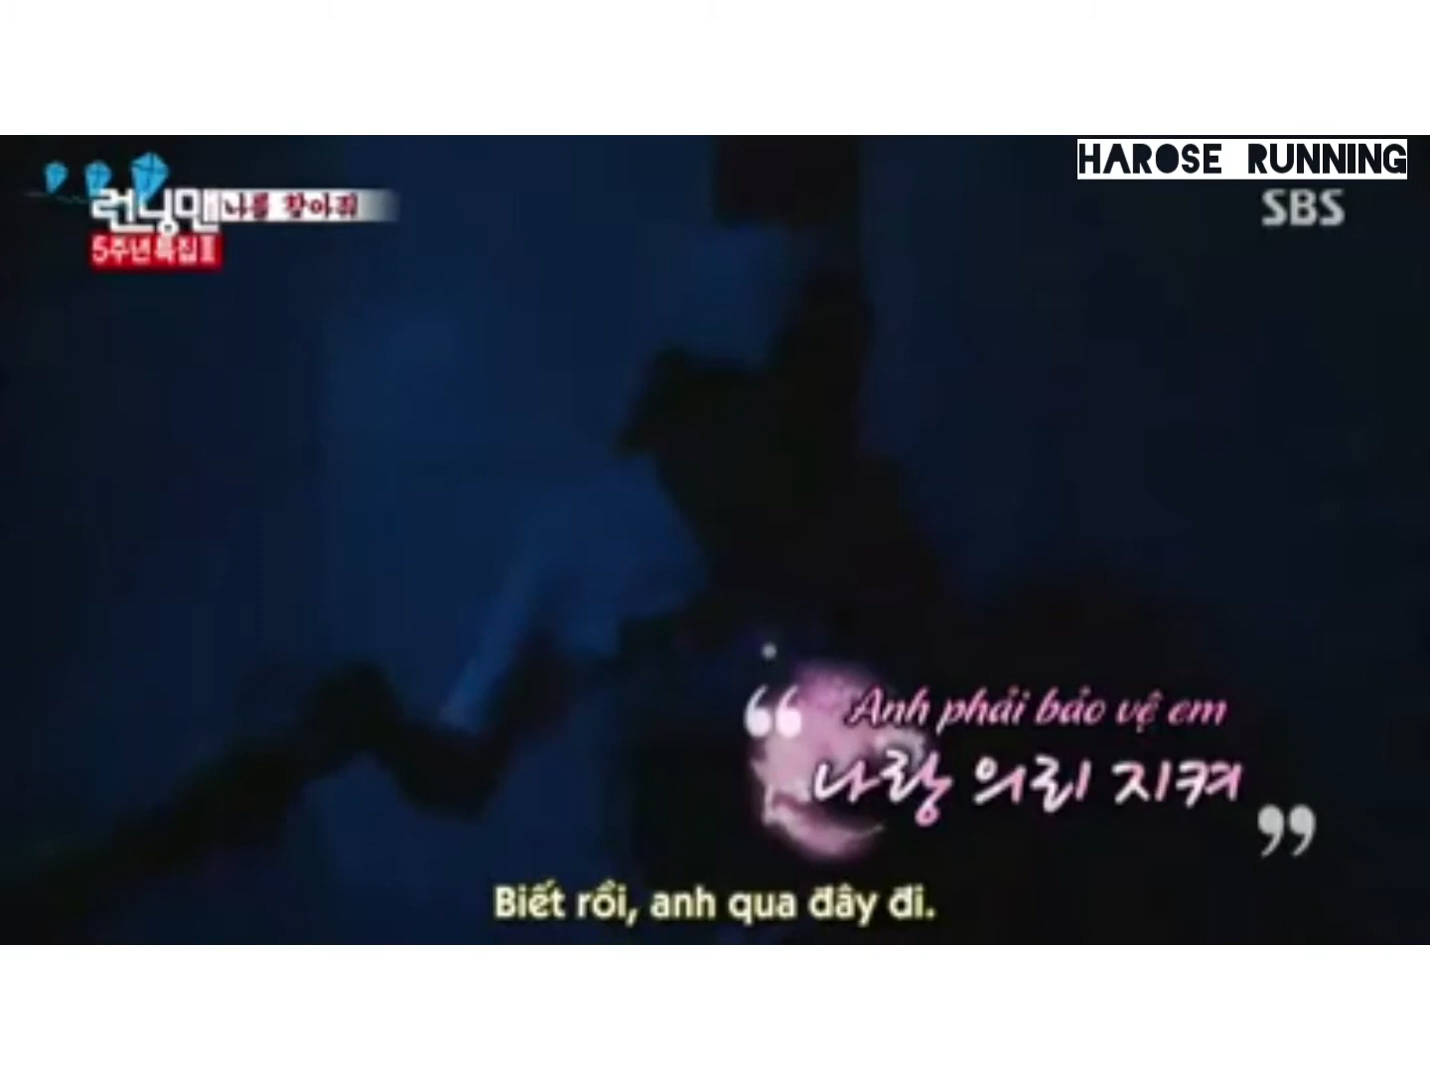 HAROSE RUNNING
SBS
런닝맨 나를 찾아줘
5주년 특집 II
“ Anh phải bảo vệ em
나랑 의리 지켜 ”
Biết rồi, anh qua đây đi.